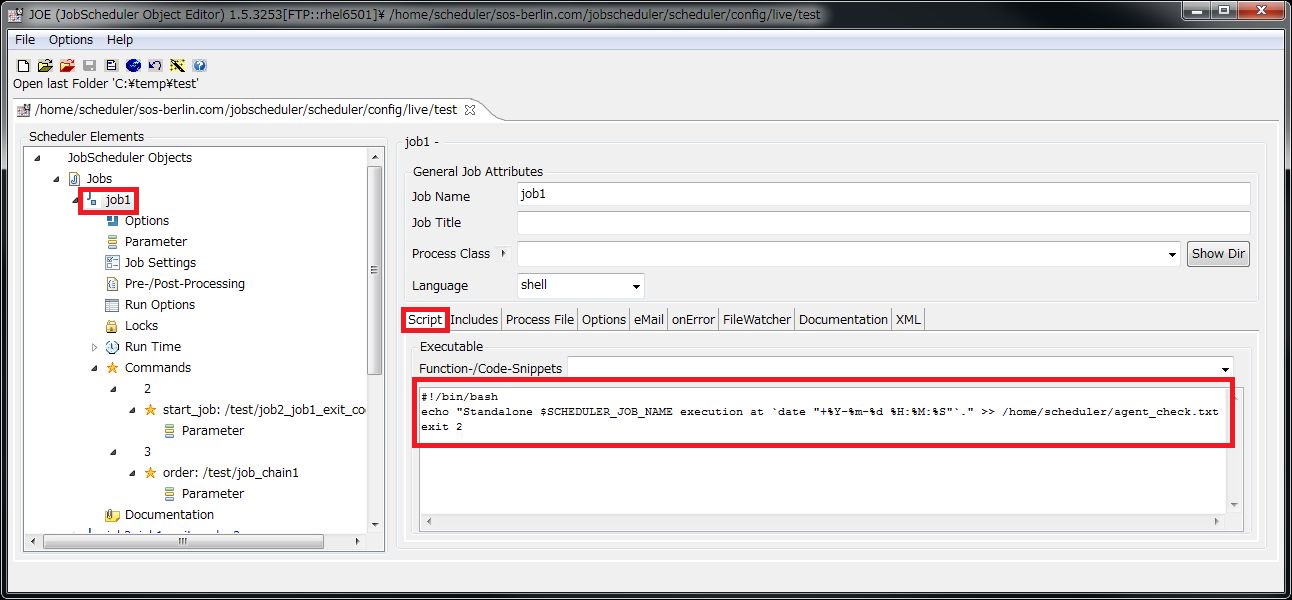 JOE (JobScheduler Object Editor) 1.5.3253[FTP::rhel6501]¥ /home/scheduler/sos-berlin.com/jobscheduler/scheduler/config/live/test
File Options Help
Open last Folder 'C:¥temp¥test'
/home/scheduler/sos-berlin.com/jobscheduler/scheduler/config/live/test
Scheduler Elements
JobScheduler Objects
Jobs
job1
Options
Parameter
Job Settings
Pre-/Post-Processing
Run Options
Locks
Run Time
Commands
2
start_job: /test/job2_job1_exit_co
Parameter
3
order: /test/job_chain1
Parameter
Documentation
job1 -
General Job Attributes
Job Name job1
Job Title
Process Class Show Dir
Language shell
Script Includes Process File Options eMail onError FileWatcher Documentation XML
Executable
Function-/Code-Snippets
#!/bin/bash
echo "Standalone $SCHEDULER_JOB_NAME execution at `date "+%Y-%m-%d %H:%M:%S"`." >> /home/scheduler/agent_check.txt
exit 2